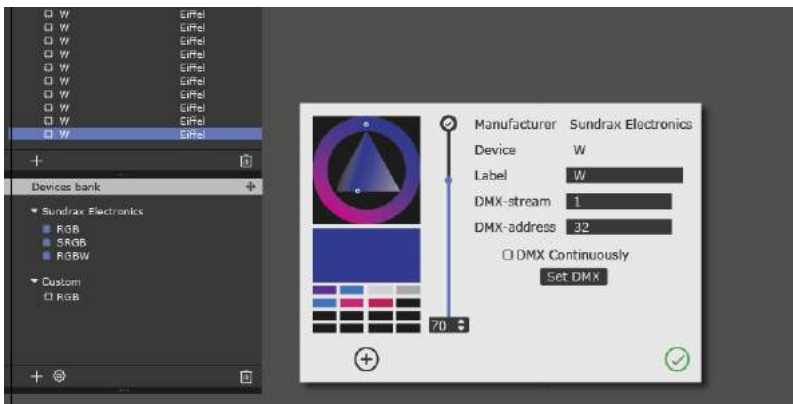 W Eiffel
W Eiffel
W Eiffel
W Eiffel
W Eiffel
W Eiffel
W Eiffel
W Eiffel
W Eiffel
W Eiffel
Devices bank
Sundrax Electronics
RGB
SRGB
RGBW
Custom
RGB
Manufacturer Sundrax Electronics
Device W
Label W
DMX-stream 1
DMX-address 32
DMX Continuously
Set DMX
70